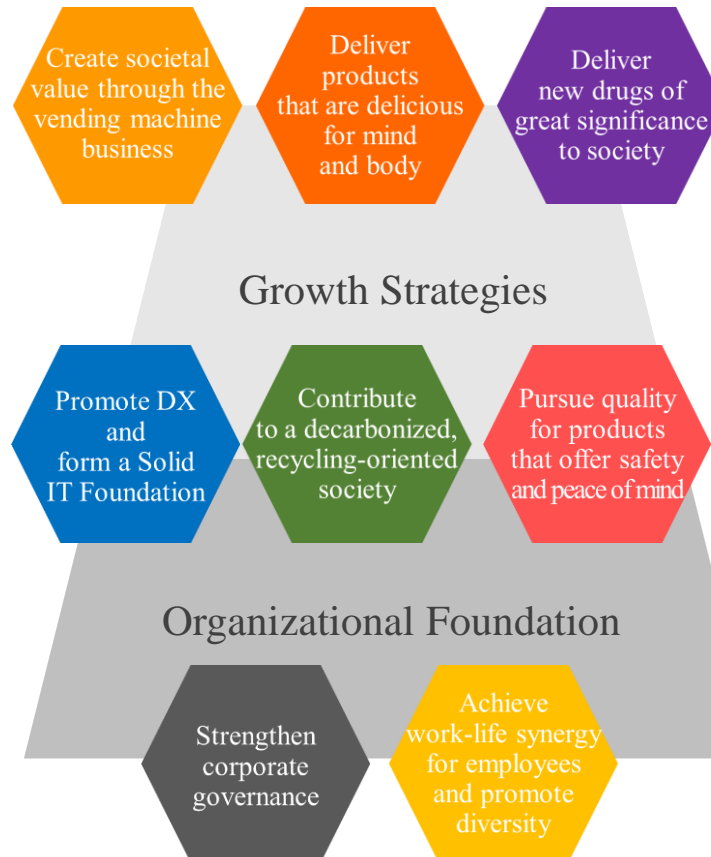 Create societal
value through the
vending machine
business
Deliver
products
that are delicious
for mind
and body
Deliver
new drugs of
great significance
to society
Growth Strategies
Promote DX
and
form a Solid
IT Foundation
Contribute
to a decarbonized,
recycling-oriented
society
Pursue quality
for products
that offer safety
and peace of mind
Organizational Foundation
Strengthen
corporate
governance
Achieve
work-life synergy
for employees
and promote
diversity